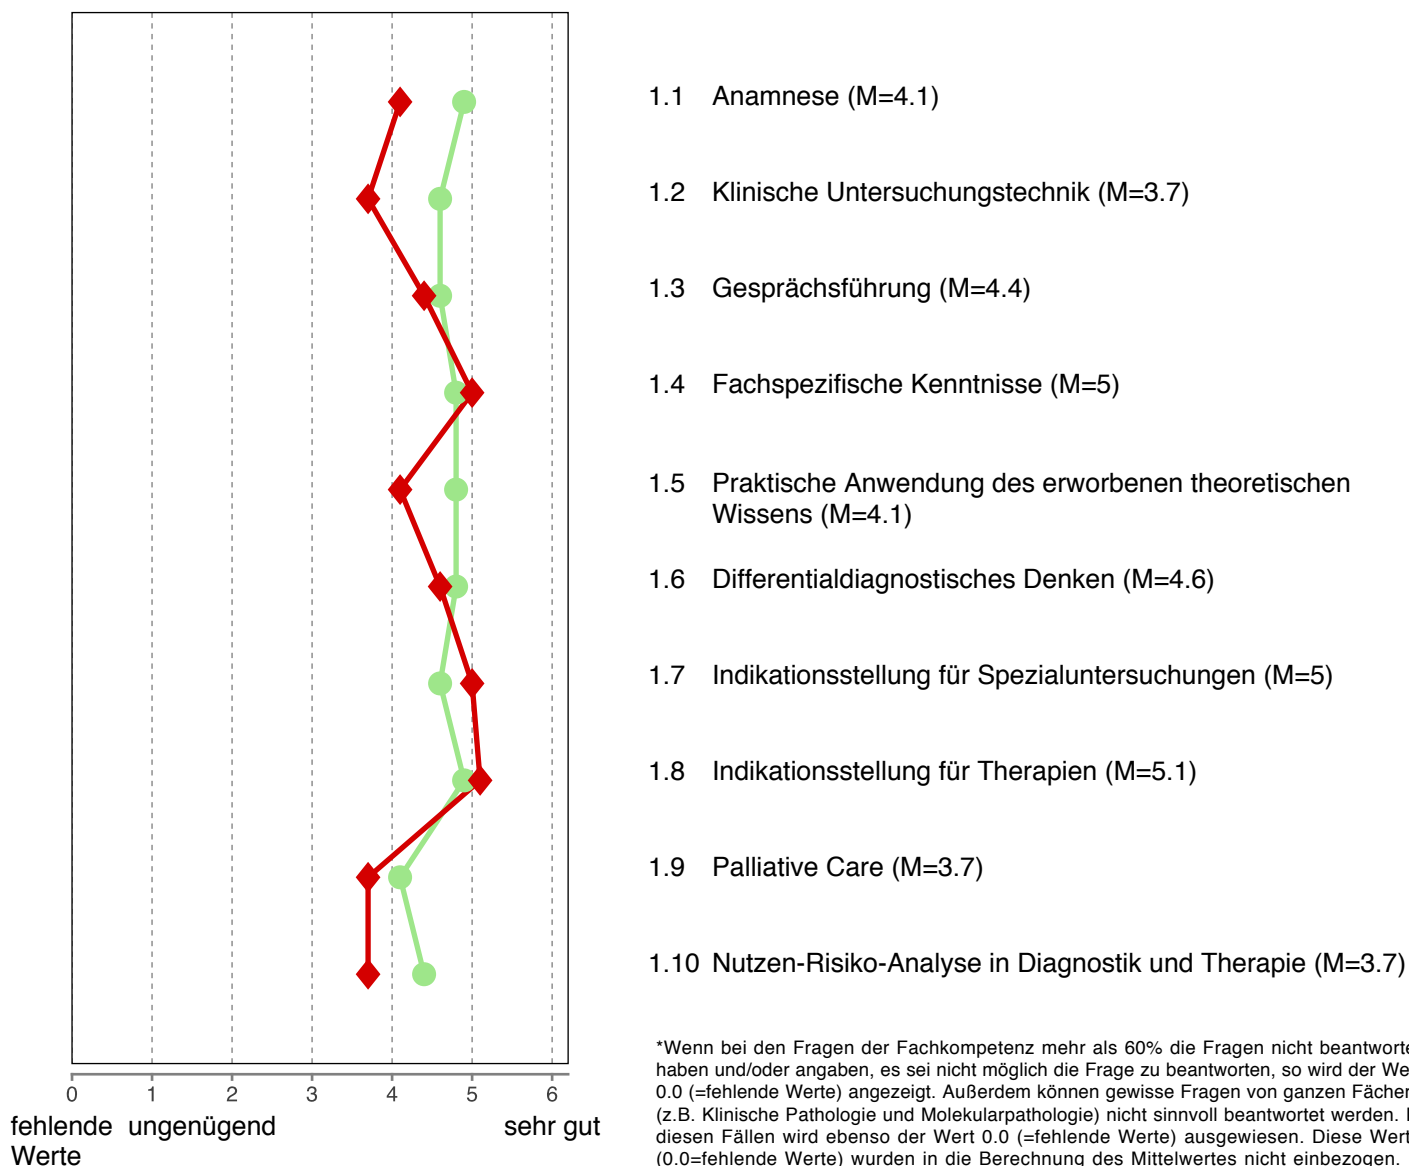 1.1 Anamnese (M=4.1)
1.2 Klinische Untersuchungstechnik (M=3.7)
1.3 Gesprächsführung (M=4.4)
1.4 Fachspezifische Kenntnisse (M=5)
1.5 Praktische Anwendung des erworbenen theoretischen
Wissens (M=4.1)
1.6 Differentialdiagnostisches Denken (M=4.6)
1.7 Indikationsstellung für Spezialuntersuchungen (M=5)
1.8 Indikationsstellung für Therapien (M=5.1)
1.9 Palliative Care (M=3.7)
1.10 Nutzen-Risiko-Analyse in Diagnostik und Therapie (M=3.7)
0 1 2 3 4 5 6
fehlende ungenügend sehr gut
Werte
*Wenn bei den Fragen der Fachkompetenz mehr als 60% die Fragen nicht beantworte
haben und/oder angaben, es sei nicht möglich die Frage zu beantworten, so wird der We
0.0 (=fehlende Werte) angezeigt. Außerdem können gewisse Fragen von ganzen Fächer
(z.B. Klinische Pathologie und Molekularpathologie) nicht sinnvoll beantwortet werden.
diesen Fällen wird ebenso der Wert 0.0 (=fehlende Werte) ausgewiesen. Diese Wert
(0.0=fehlende Werte) wurden in die Berechnung des Mittelwertes nicht einbezogen.